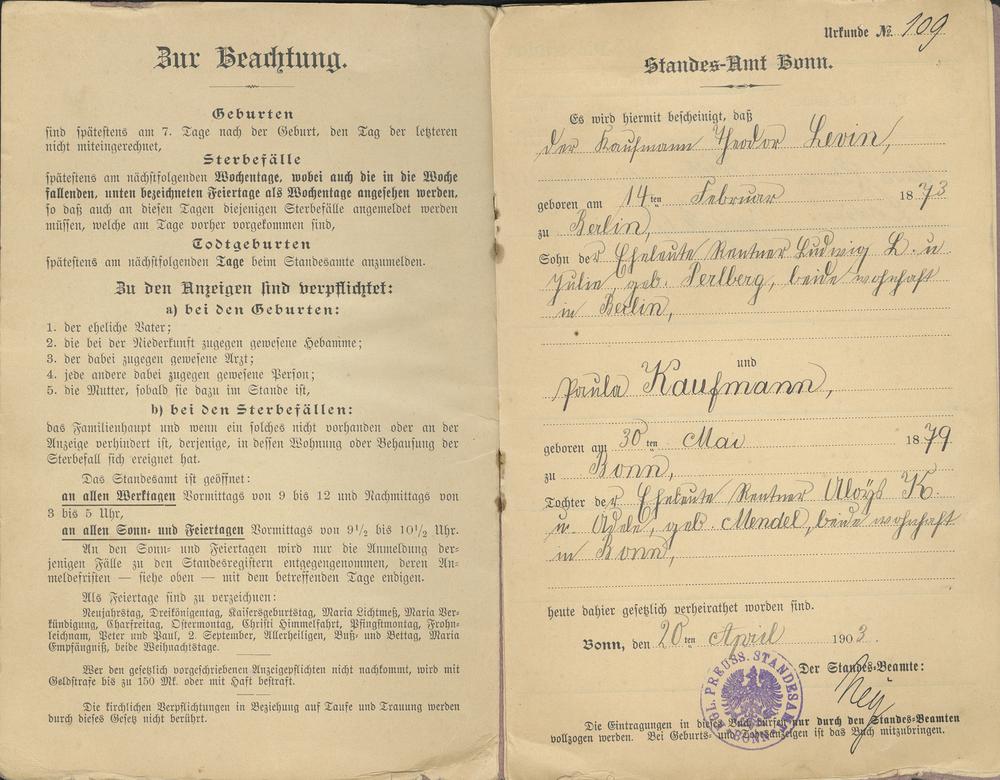 Zur Beachtung.
Geburten
sind spätestens am 7. Tage nach der Geburt, den Tag der letzteren
nicht miteingerechnet,
Sterbefälle
spätestens am nächstfolgenden Wochentage, wobei auch die in die Woche
fallenden, unten bezeichneten Feiertage als Wochentage angesehen werden,
so daß auch an diesen Tagen diejenigen Sterbefälle angemeldet werden
müssen, welche am Tage vorher vorgekommen sind,
Todtgeburten
spätestens am nächstfolgenden Tage beim Standesamte anzumelden.
Zu den Anzeigen sind verpflichtet:
a) bei den Geburten:
1. der eheliche Vater;
2. die bei der Niederkunft zugegen gewesene Hebamme;
3. der dabei zugegen gewesene Arzt;
4. jede andere dabei zugegen gewesene Person;
5. die Mutter, sobald sie dazu im Stande ist,
b) bei den Sterbefällen:
das Familienhaupt und wenn ein solches nicht vorhanden oder an der
Anzeige verhindert ist, derjenige, in dessen Wohnung oder Behausung der
Sterbefall sich ereignet hat.
Das Standesamt ist geöffnet:
an allen Werktagen Vormittags von 9 bis 12 und Nachmittags von
3 bis 5 Uhr,
an allen Sonn- und Feiertagen Vormittags von 9½ bis 10½ Uhr.
An den Sonn- und Feiertagen wird nur die Anmeldung der-
jenigen Fälle zu den Standesregistern entgegengenommen, deren An-
meldefristen — siehe oben — mit dem betreffenden Tage endigen.
Als Feiertage sind zu verzeichnen:
Neujahrstag, Dreikönigentag, Kaisersgeburtstag, Maria Lichtmeß, Maria Ver-
kündigung, Charfreitag, Ostermontag, Christi Himmelfahrt, Pfingstmontag, Frohn-
leichnam, Peter und Paul, 2. September, Allerheiligen, Buß- und Bettag, Maria
Empfängniß, beide Weihnachstage.
Wer den gesetzlich vorgeschriebenen Anzeigepflichten nicht nachkommt, wird mit
Geldstrafe bis zu 150 Mk. oder mit Haft bestraft.
Die kirchlichen Verpflichtungen in Beziehung auf Taufe und Trauung werden
durch dieses Gesetz nicht berührt.
Urkunde № 109
Standes-Amt Bonn.
Es wird hiermit bescheinigt, daß
der Kaufmann Theodor Levin,
geboren am 14ten Februar 1873
zu Berlin,
Sohn der Eheleute Rentner Ludwig L. u
Julie, geb. Perlberg, beide wohnhaft
in Berlin,
und
Paula Kaufmann,
geboren am 30ten Mai 1879
zu Bonn,
Tochter der Eheleute Rentner Aloÿs K.
u. Adele, geb. Mendel, beide wohnhaft
in Bonn,
heute dahier gesetzlich verheirathet worden sind.
Bonn, den 20ten April 1903.
Der Standes-Beamte:
Ney
KGL. PREUSS. STANDESAMT
BONN
Die Eintragungen in dieses Buch dürfen nur durch den Standes-Beamten
vollzogen werden. Bei Geburts- und Todesanzeigen ist das Buch mitzubringen.